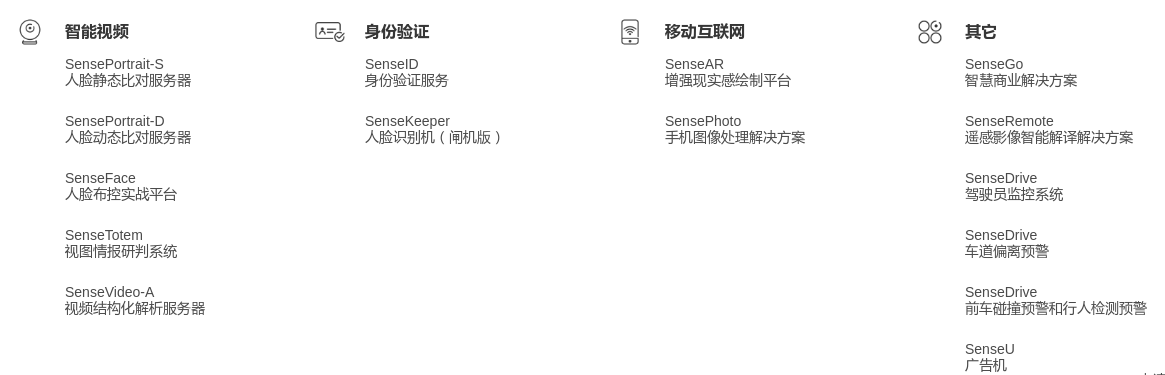 智能视频
SensePortrait-S
人脸静态比对服务器
SensePortrait-D
人脸动态比对服务器
SenseFace
人脸布控实战平台
SenseTotem
视图情报研判系统
SenseVideo-A
视频结构化解析服务器
身份验证
SenseID
身份验证服务
SenseKeeper
人脸识别机（闸机版）
移动互联网
SenseAR
增强现实感绘制平台
SensePhoto
手机图像处理解决方案
其它
SenseGo
智慧商业解决方案
SenseRemote
遥感影像智能解译解决方案
SenseDrive
驾驶员监控系统
SenseDrive
车道偏离预警
SenseDrive
前车碰撞预警和行人检测预警
SenseU
广告机